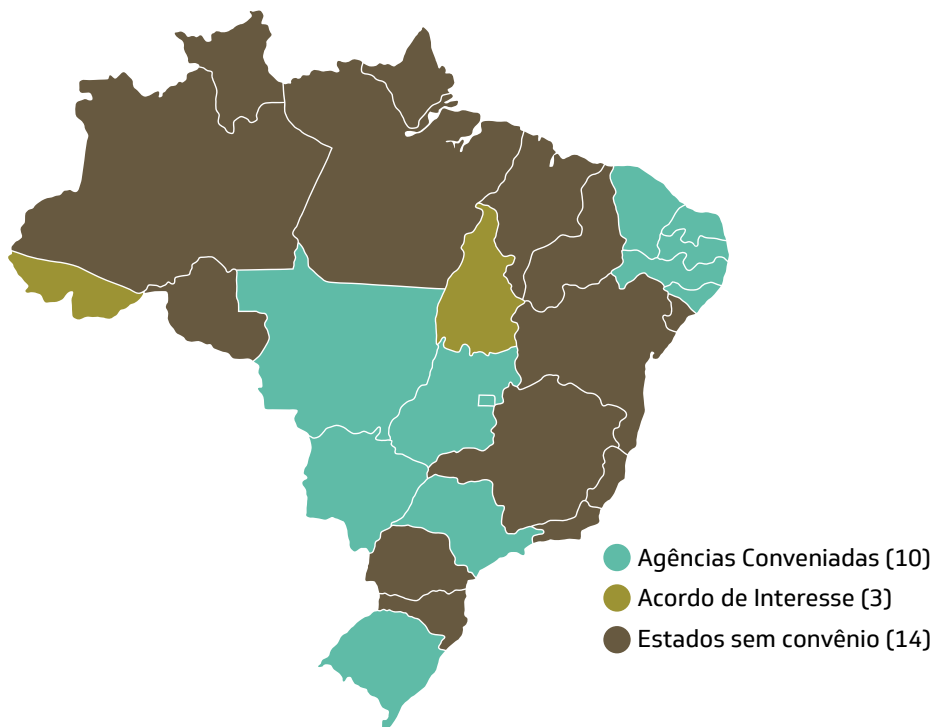 Agências Conveniadas (10)
Acordo de Interesse (3)
Estados sem convênio (14)